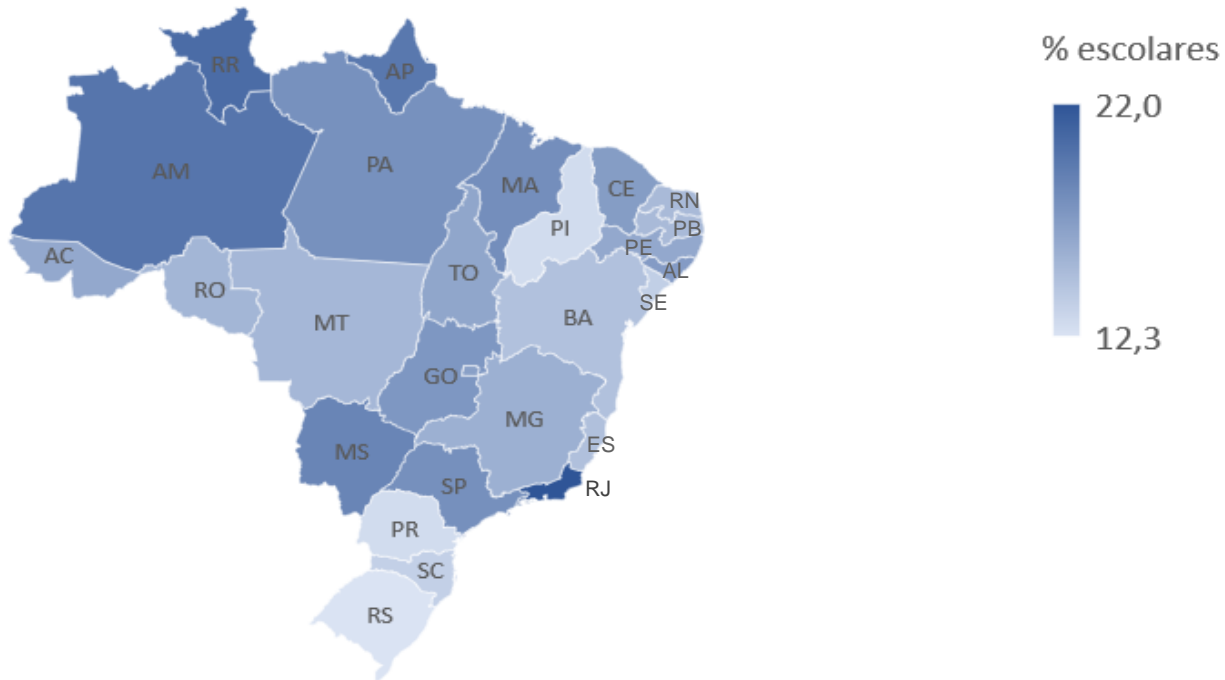 % escolares
22,0
12,3
RR
AP
AM
PA
MA
CE
RN
PI
PB
PE
AC
AL
TO
RO
SE
MT
BA
GO
MG
ES
MS
SP
RJ
PR
SC
RS